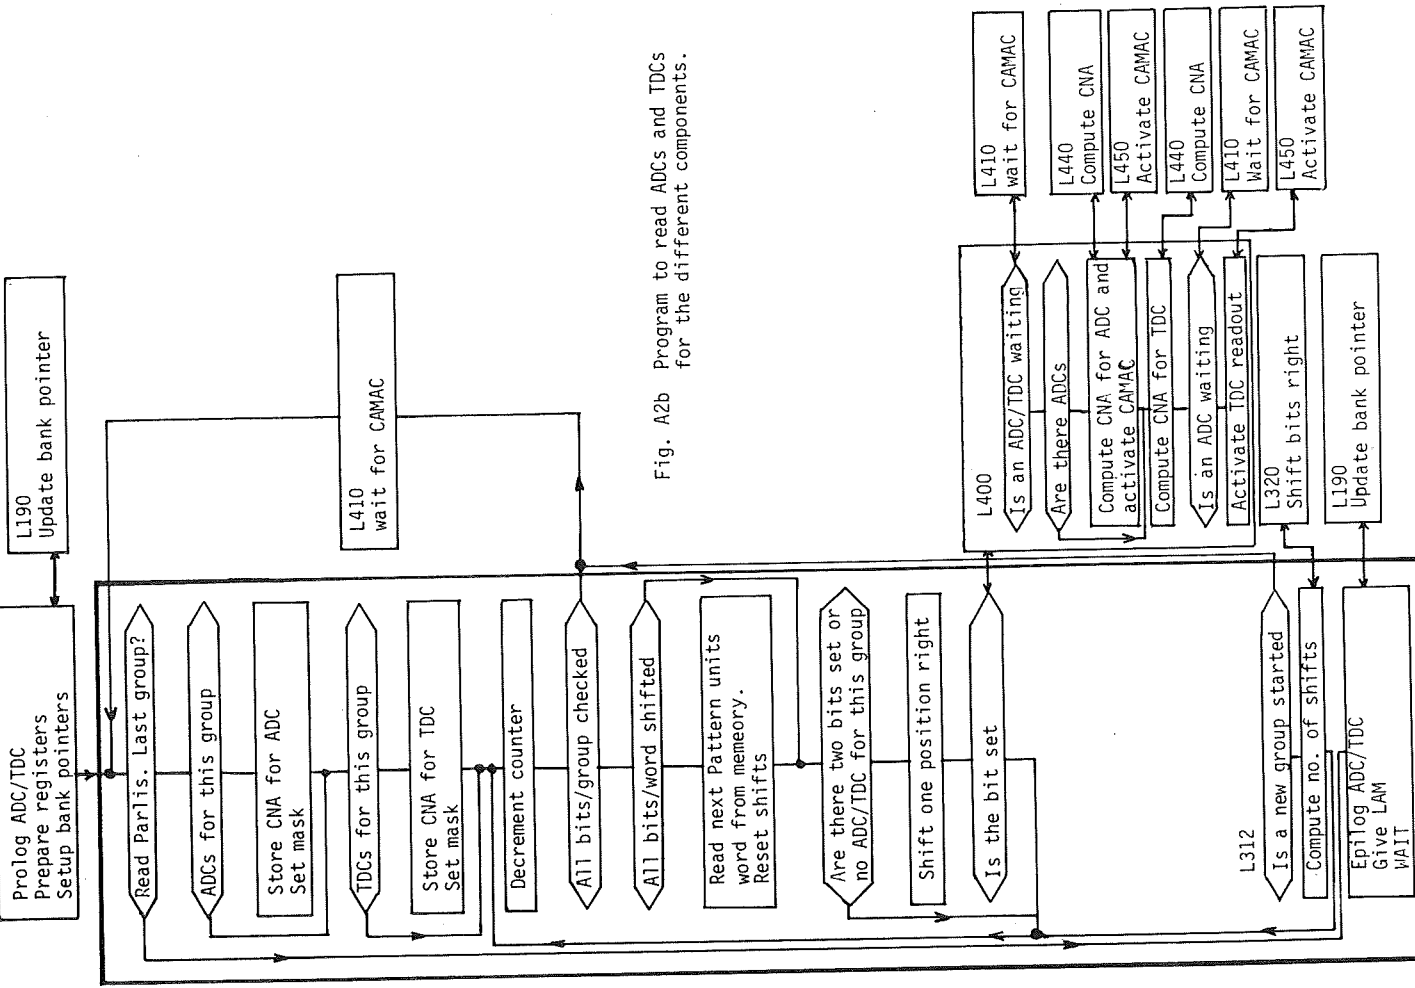 Prolog ADC/TDC
Prepare registers
Setup bank pointers
L190
Update bank pointer
Read Parlis. Last group?
ADCs for this group
Store CNA for ADC
Set mask
TDCs for this group
Store CNA for TDC
Set mask
Decrement counter
All bits/group checked
All bits/word shifted
Read next Pattern units
word from memery.
Reset shifts
Are there two bits set or
no ADC/TDC for this group
Shift one position right
Is the bit set
L312
Is a new group started
Compute no. of shifts
Epilog ADC/TDC
Give LAM
WAIT
L410
wait for CAMAC
Fig. A2b Program to read ADCs and TDCs
for the different components.
L400
Is an ADC/TDC waiting
Are there ADCs
Compute CNA for ADC and
activate CAMAC
Compute CNA for TDC
Is an ADC waiting
Activate TDC readout
L320
Shift bits right
L190
Update bank pointer
L410
wait for CAMAC
L440
Compute CNA
L450
Activate CAMAC
L440
Compute CNA
L410
Wait for CAMAC
L450
Activate CAMAC